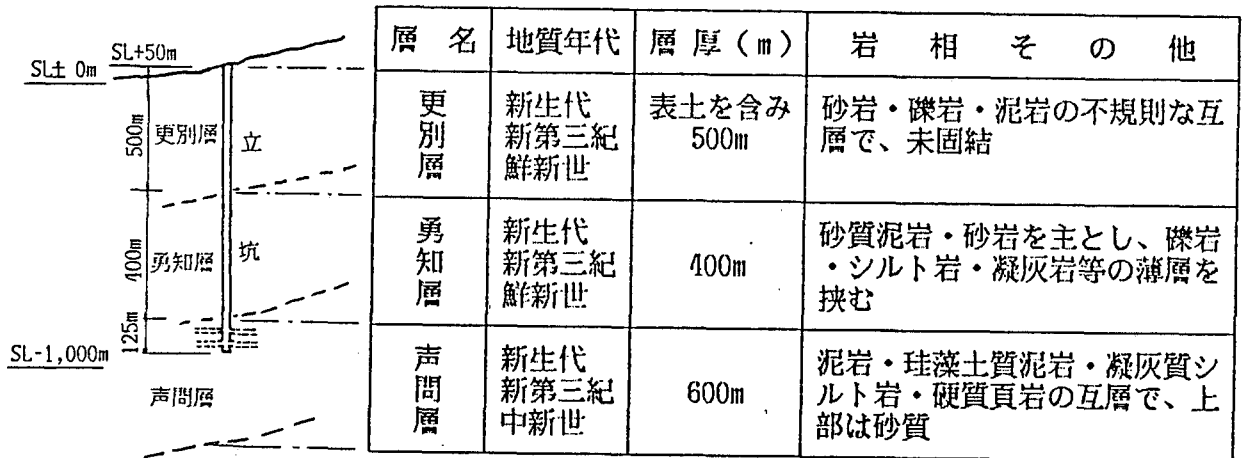 SL+50m
SL± 0m
500m
更別層
立
400m
勇知層
坑
125m
SL-1,000m
声問層
層 名
地質年代
層 厚(m)
岩 相 そ の 他
更別層
新生代
新第三紀
鮮新世
表土を含み
500m
砂岩・礫岩・泥岩の不規則な互
層で、未固結
勇知層
新生代
新第三紀
鮮新世
400m
砂質泥岩・砂岩を主とし、礫岩
・シルト岩・凝灰岩等の薄層を
挟む
声問層
新生代
新第三紀
中新世
600m
泥岩・珪藻土質泥岩・凝灰質シ
ルト岩・硬質頁岩の互層で、上
部は砂質